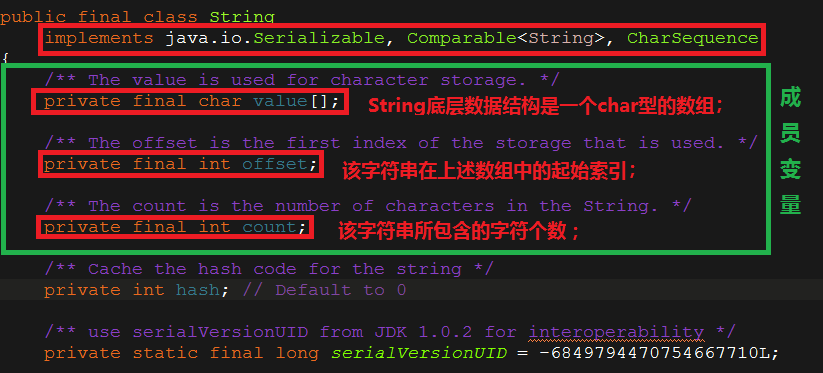 public final class String
implements java.io.Serializable, Comparable<String>, CharSequence
{
/** The value is used for character storage. */
private final char value[]; String底层数据结构是一个char型的数组；
/** The offset is the first index of the storage that is used. */
private final int offset; 该字符串在上述数组中的起始索引；
/** The count is the number of characters in the String. */
private final int count; 该字符串所包含的字符个数；
成员变量
/** Cache the hash code for the string */
private int hash; // Default to 0
/** use serialVersionUID from JDK 1.0.2 for interoperability */
private static final long serialVersionUID = -6849794470754667710L;